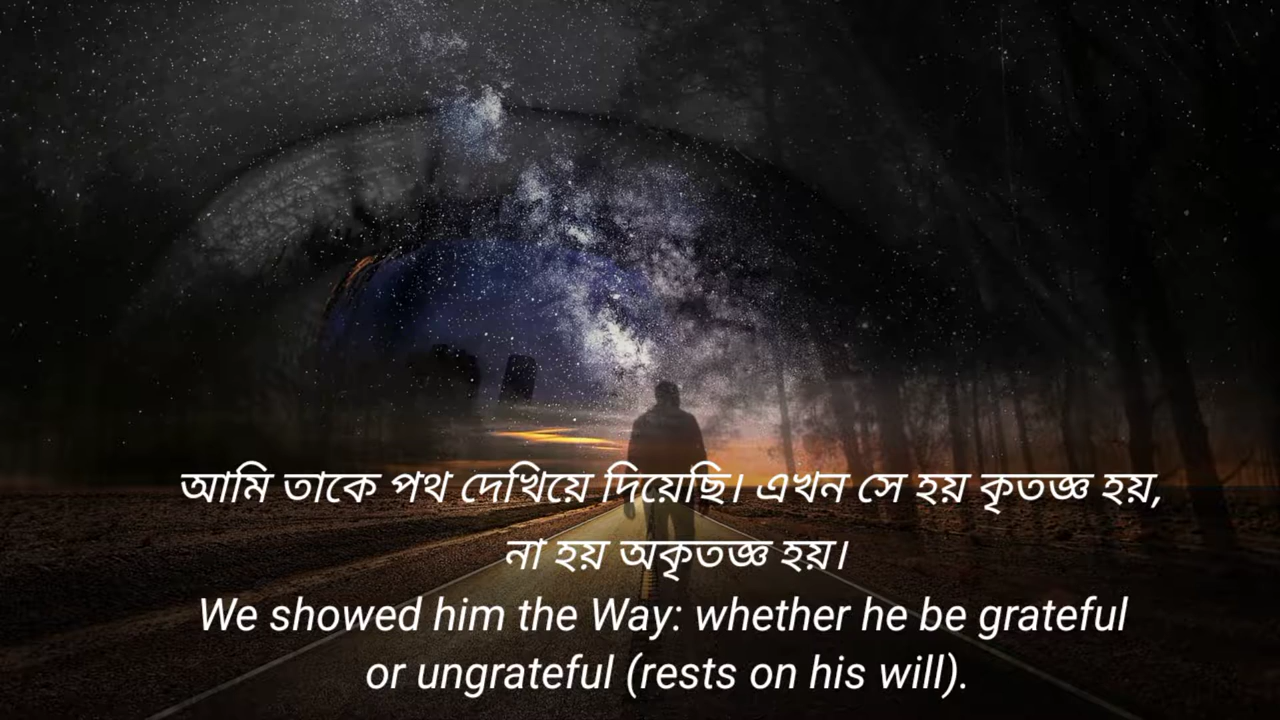 আমি তাকে পথ দেখিয়ে দিয়েছি। এখন সে হয় কৃতজ্ঞ হয়,
না হয় অকৃতজ্ঞ হয়।
We showed him the Way: whether he be grateful
or ungrateful (rests on his will).